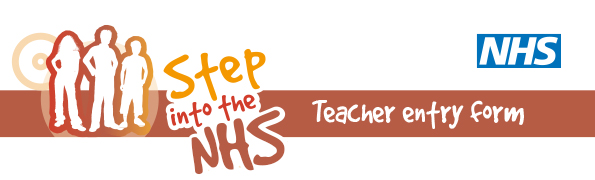 Step
into the
NHS
Teacher entry form
NHS